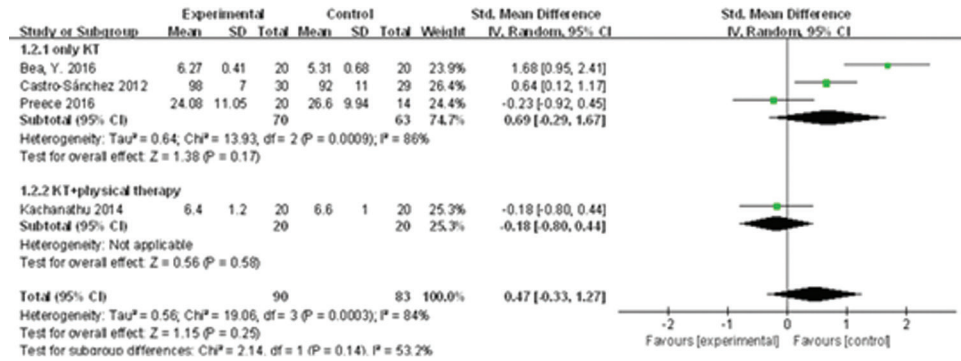 Experimental Control Std. Mean Difference Std. Mean Difference
Study or Subgroup Mean SD Total Mean SD Total Weight IV, Random, 95% CI IV, Random, 95% CI
1.2.1 only KT
Bea, Y. 2016 6.27 0.41 20 5.31 0.68 20 23.9% 1.68 [0.95, 2.41]
Castro-Sánchez 2012 98 7 30 92 11 29 26.4% 0.64 [0.12, 1.17]
Preece 2016 24.08 11.05 20 26.6 9.94 14 24.4% -0.23 [-0.92, 0.45]
Subtotal (95% CI) 70 63 74.7% 0.69 [-0.29, 1.67]
Heterogeneity: Tau² = 0.64; Chi² = 13.93, df = 2 (P = 0.0009); I² = 86%
Test for overall effect: Z = 1.38 (P = 0.17)
1.2.2 KT+physical therapy
Kachanathu 2014 6.4 1.2 20 6.6 1 20 25.3% -0.18 [-0.80, 0.44]
Subtotal (95% CI) 20 20 25.3% -0.18 [-0.80, 0.44]
Heterogeneity: Not applicable
Test for overall effect: Z = 0.56 (P = 0.58)
Total (95% CI) 90 83 100.0% 0.47 [-0.33, 1.27]
Heterogeneity: Tau² = 0.56; Chi² = 19.06, df = 3 (P = 0.0003); I² = 84%
Test for overall effect: Z = 1.15 (P = 0.25)
Test for subgroup differences: Chi² = 2.14, df = 1 (P = 0.14), I² = 53.2%
-2 -1 0 1 2
Favours [experimental] Favours [control]